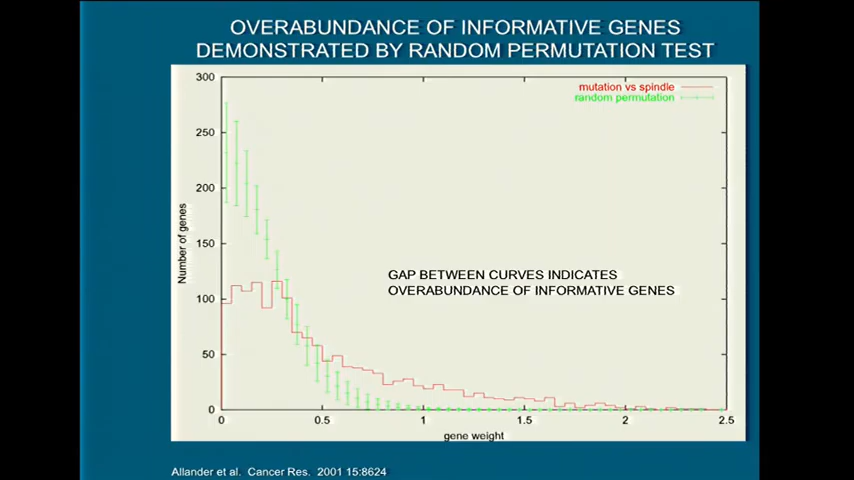 OVERABUNDANCE OF INFORMATIVE GENES
DEMONSTRATED BY RANDOM PERMUTATION TEST
300
250
200
150
100
50
0
Number of genes
mutation vs spindle
random permutation
GAP BETWEEN CURVES INDICATES
OVERABUNDANCE OF INFORMATIVE GENES
0 0.5 1 1.5 2 2.5
gene weight
Allander et al. Cancer Res. 2001 15:8624